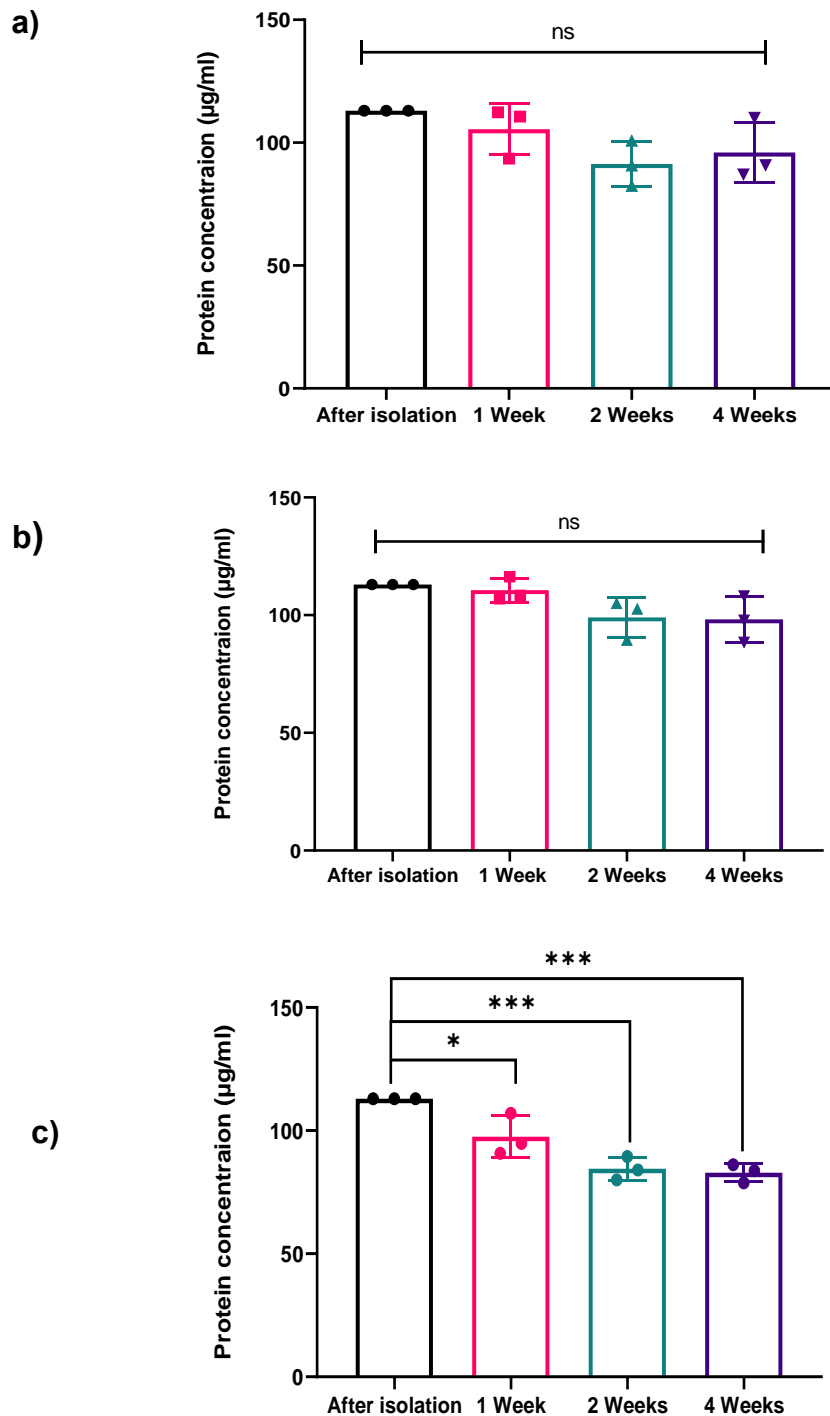 a)
ns
Protein concentraion (µg/ml)
150
100
50
0
After isolation 1 Week 2 Weeks 4 Weeks
b)
ns
Protein concentraion (µg/ml)
150
100
50
0
After isolation 1 Week 2 Weeks 4 Weeks
c)
***
***
*
Protein concentraion (µg/ml)
150
100
50
0
After isolation 1 Week 2 Weeks 4 Weeks